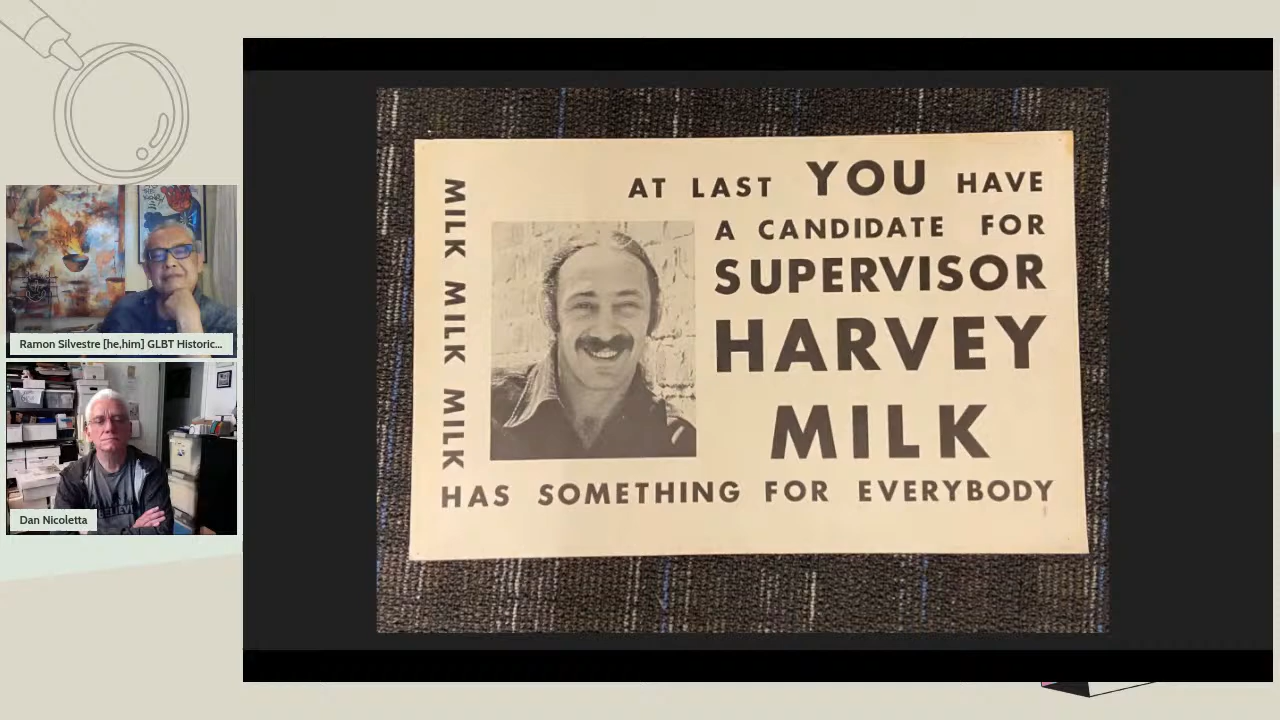 MILK MILK MILK
AT LAST YOU HAVE
A CANDIDATE FOR
SUPERVISOR
HARVEY
MILK
HAS SOMETHING FOR EVERYBODY
Ramon Silvestre [he,him] GLBT Historic...
Dan Nicoletta